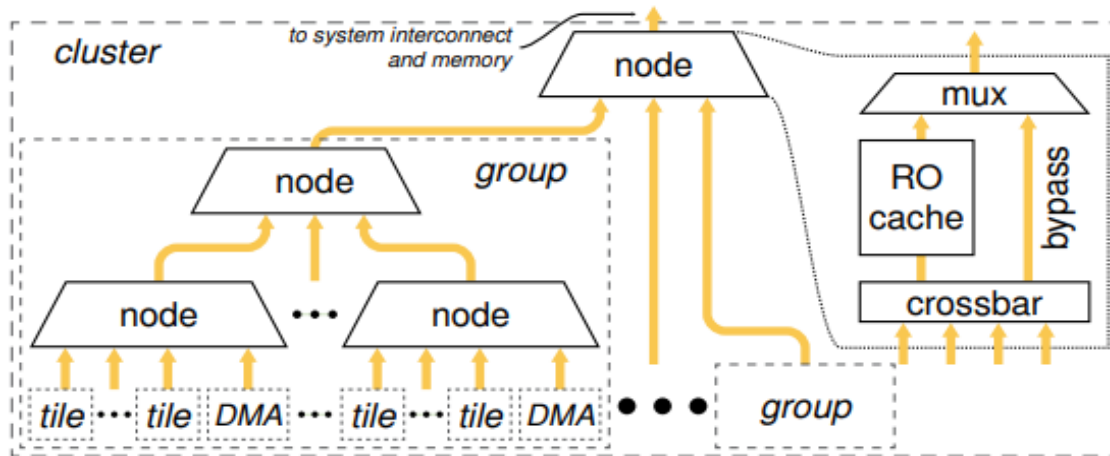 to system interconnect
and memory
cluster
node
mux
group
node
RO
cache
bypass
node
node
crossbar
tile
tile
DMA
tile
tile
DMA
group